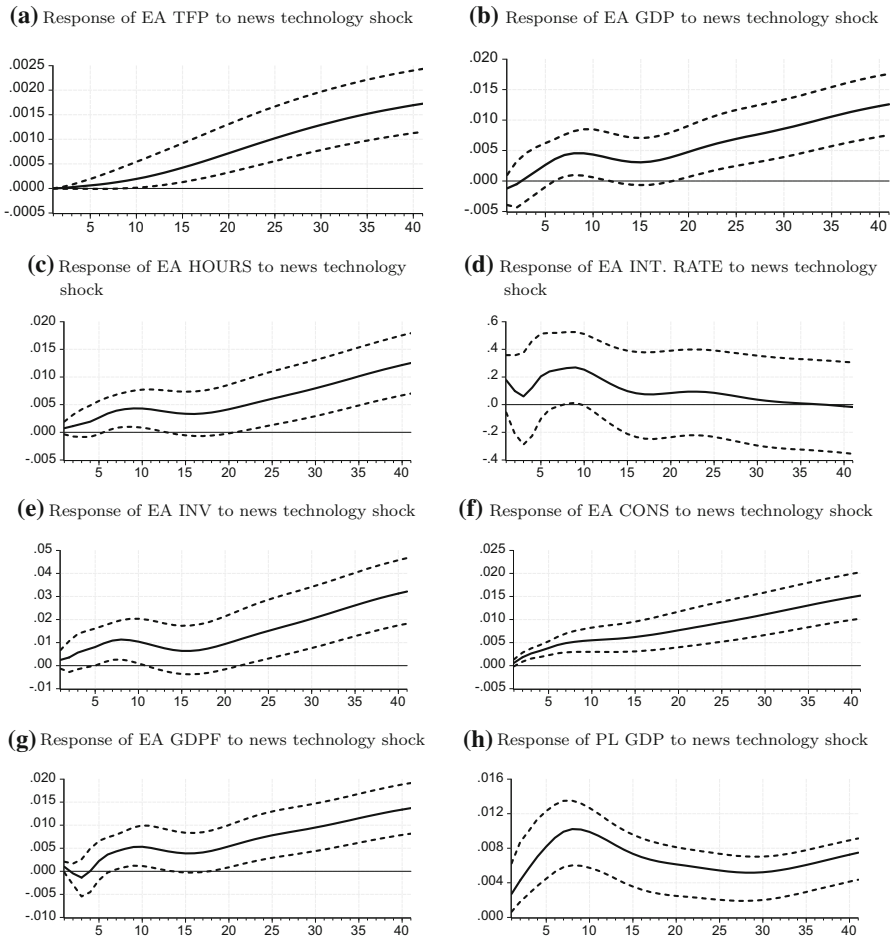 (a) Response of EA TFP to news technology shock
.0025
.0020
.0015
.0010
.0005
.0000
-.0005
5 10 15 20 25 30 35 40
(b) Response of EA GDP to news technology shock
.020
.015
.010
.005
.000
-.005
5 10 15 20 25 30 35 40
(c) Response of EA HOURS to news technology
shock
.020
.015
.010
.005
.000
-.005
5 10 15 20 25 30 35 40
(d) Response of EA INT. RATE to news technology
shock
.6
.4
.2
.0
-.2
-.4
5 10 15 20 25 30 35 40
(e) Response of EA INV to news technology shock
.05
.04
.03
.02
.01
.00
-.01
5 10 15 20 25 30 35 40
(f) Response of EA CONS to news technology shock
.025
.020
.015
.010
.005
.000
-.005
5 10 15 20 25 30 35 40
(g) Response of EA GDPF to news technology shock
.020
.015
.010
.005
.000
-.005
-.010
5 10 15 20 25 30 35 40
(h) Response of PL GDP to news technology shock
.016
.012
.008
.004
.000
5 10 15 20 25 30 35 40